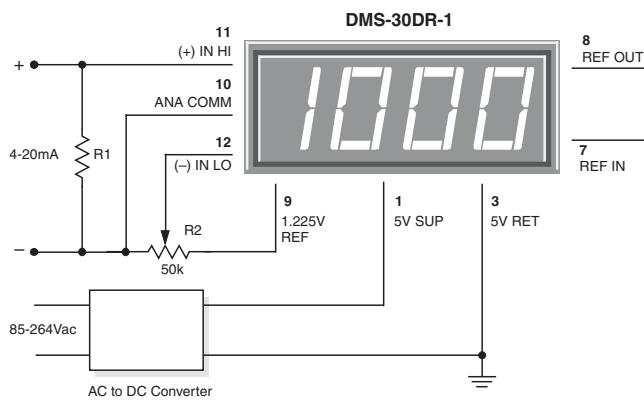 DMS-30DR-1
11
(+) IN HI
8
REF OUT
+
10
ANA COMM
1000
4-20mA
R1
12
(–) IN LO
7
REF IN
9
1.225V
REF
1
5V SUP
3
5V RET
–
R2
50k
85-264Vac
AC to DC Converter